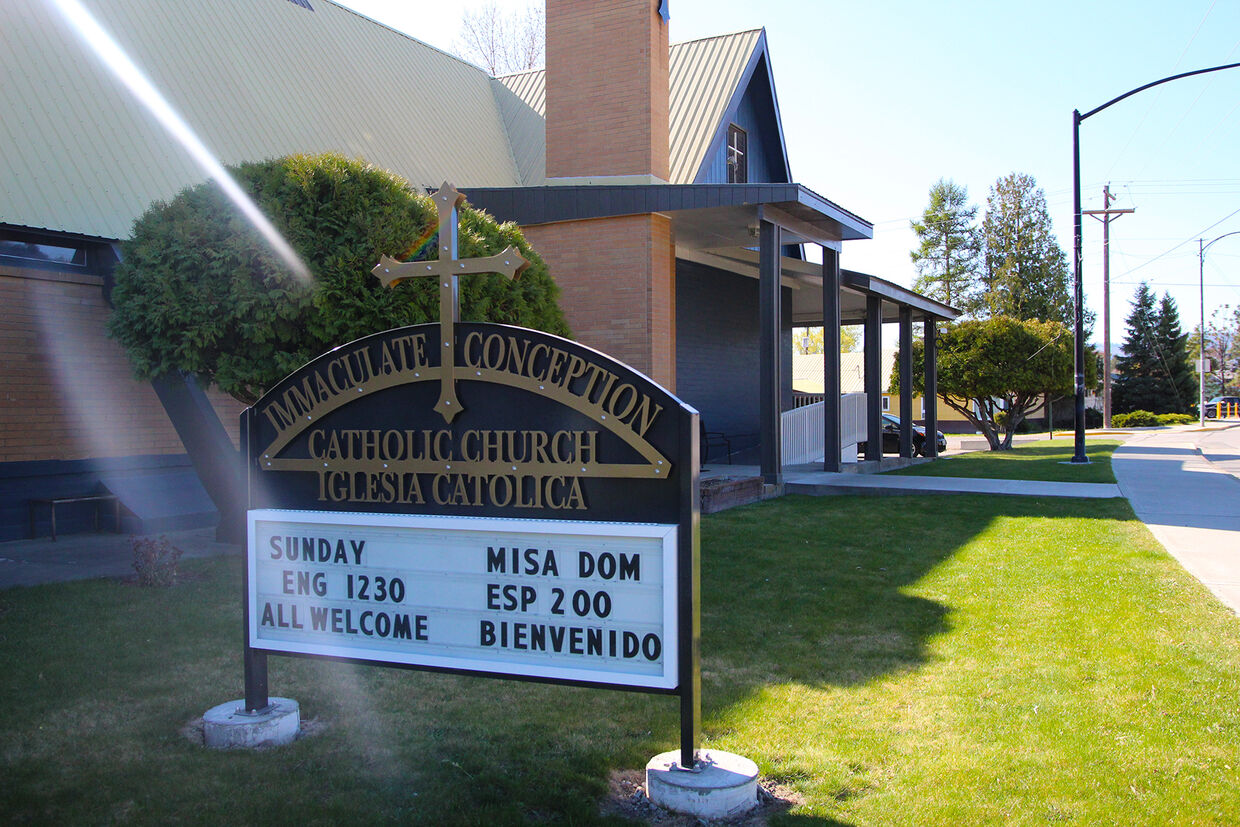 IMMACULATE CONCEPTION
CATHOLIC CHURCH
IGLESIA CATOLICA
SUNDAY
ENG 1230
ALL WELCOME
MISA DOM
ESP 200
BIENVENIDO